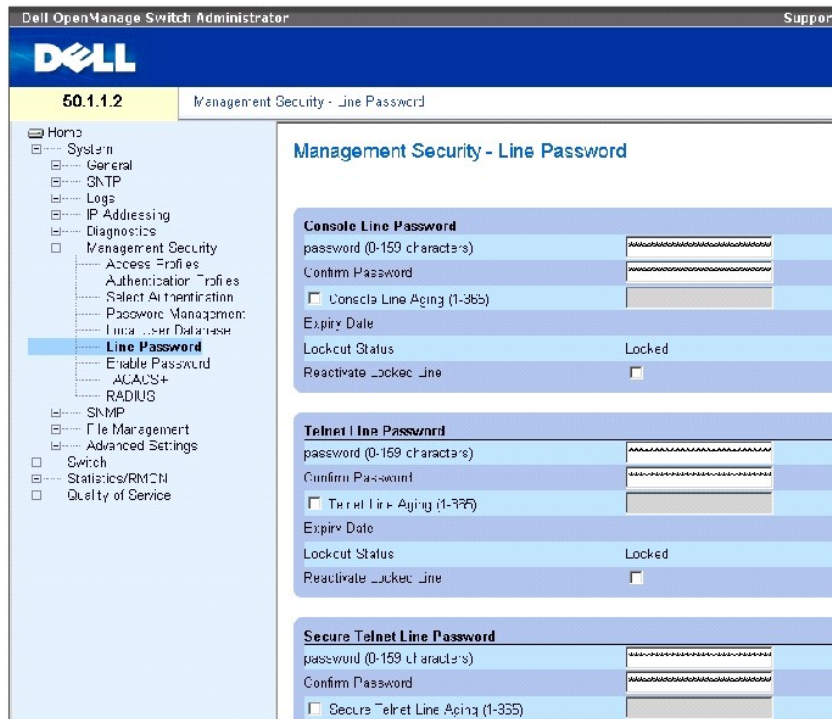 Dell OpenManage Switch Administrator
Suppor
DELL
50.1.1.2
Management Security - Line Password
Home
System
General
SNTP
Logs
IP Addressing
Diagnostics
Management Security
Access Profiles
Authentication Profiles
Select Authentication
Password Management
Local User Database
Line Password
Enable Password
TACACS+
RADIUS
SNMP
File Management
Advanced Settings
Switch
Statistics/RMON
Quality of Service
Management Security - Line Password
Console Line Password
password (0-159 characters)
Confirm Password
Console Line Aging (1-365)
Expiry Date
Lockout Status Locked
Reactivate Locked Line
Telnet Line Password
password (0-159 characters)
Confirm Password
Telnet Line Aging (1-365)
Expiry Date
Lockout Status Locked
Reactivate Locked Line
Secure Telnet Line Password
password (0-159 characters)
Confirm Password
Secure Telnet Line Aging (1-365)